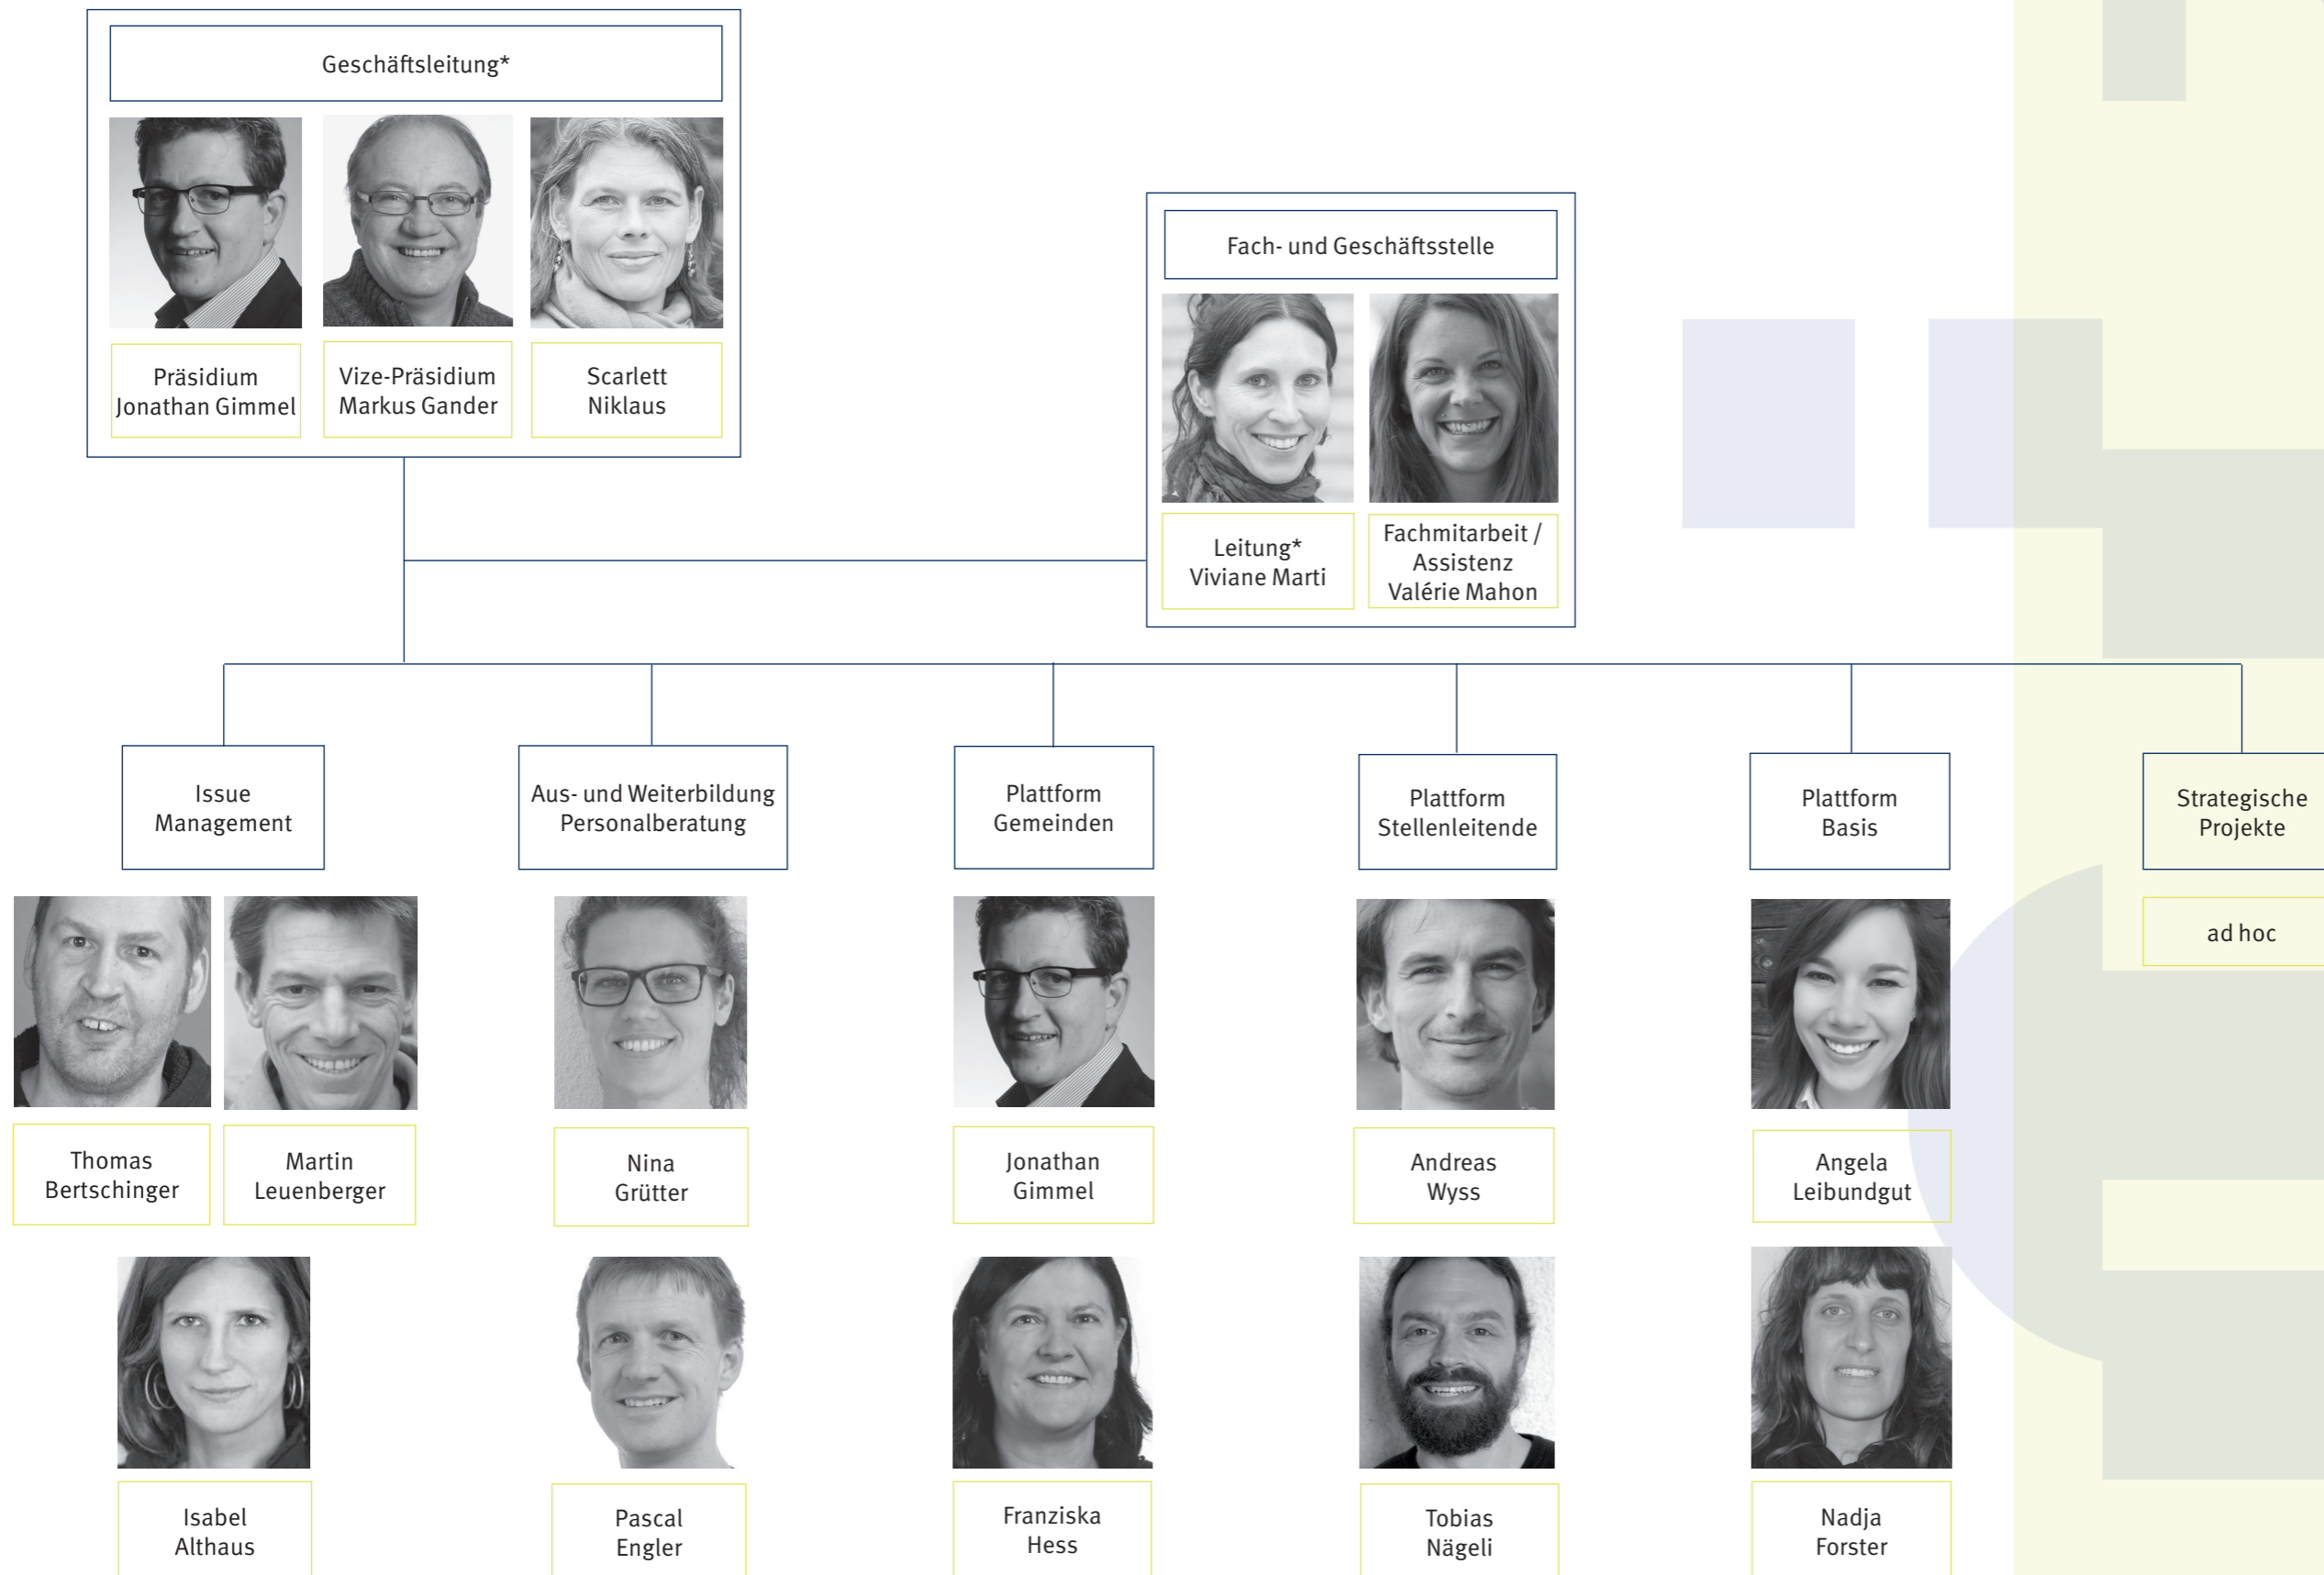 Geschäftsleitung*
Präsidium
Jonathan Gimmel
Vize-Präsidium
Markus Gander
Scarlett
Niklaus
Fach- und Geschäftsstelle
Leitung*
Viviane Marti
Fachmitarbeit /
Assistenz
Valérie Mahon
Issue
Management
Aus- und Weiterbildung
Personalberatung
Plattform
Gemeinden
Plattform
Stellenleitende
Plattform
Basis
Strategische
Projekte
Thomas
Bertschinger
Martin
Leuenberger
Nina
Grütter
Jonathan
Gimmel
Andreas
Wyss
Angela
Leibundgut
ad hoc
Isabel
Althaus
Pascal
Engler
Franziska
Hess
Tobias
Nägeli
Nadja
Forster